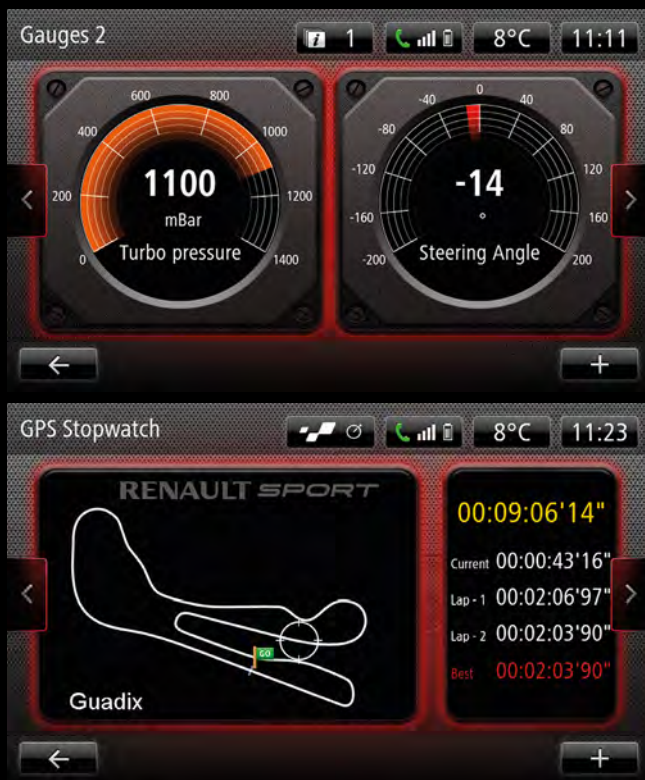 Gauges 2
i 1
8°C
11:11
0
200
400
600
800
1000
1200
1400
1100
mBar
Turbo pressure
-200
-160
-120
-80
-40
0
40
80
120
160
200
-14
°
Steering Angle
GPS Stopwatch
8°C
11:23
RENAULT SPORT
GO
Guadix
00:09:06'14"
Current 00:00:43'16"
Lap - 1 00:02:06'97"
Lap - 2 00:02:03'90"
Best 00:02:03'90"